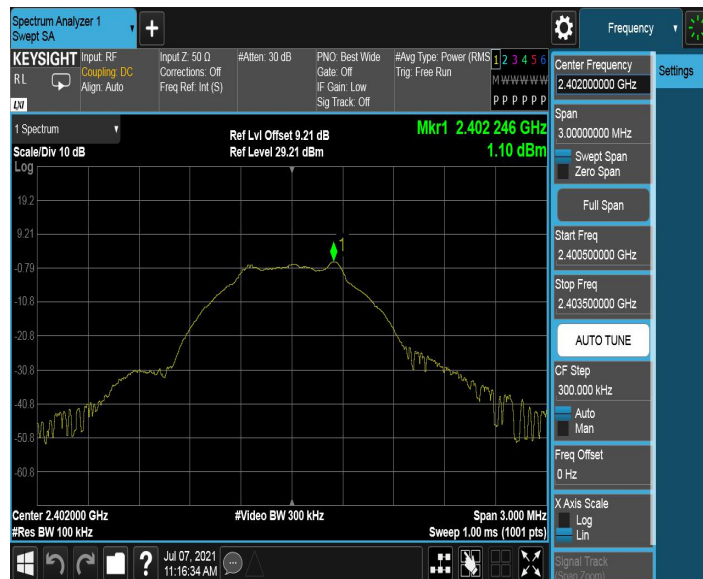 Spectrum Analyzer 1
Swept SA
+
Frequency
KEYSIGHT
RL
LXI
Input: RF
Coupling: DC
Align: Auto
Input Z: 50 Ω
Corrections: Off
Freq Ref: Int (S)
#Atten: 30 dB
PNO: Best Wide
Gate: Off
IF Gain: Low
Sig Track: Off
#Avg Type: Power (RMS
Trig: Free Run
1 2 3 4 5 6
M W W W W W
P P P P P P
Settings
Center Frequency
2.402000000 GHz
Span
3.00000000 MHz
Swept Span
Zero Span
Full Span
Start Freq
2.400500000 GHz
Stop Freq
2.403500000 GHz
AUTO TUNE
CF Step
300.000 kHz
Auto
Man
Freq Offset
0 Hz
X Axis Scale
Log
Lin
Signal Track
(Span Zoom)
1 Spectrum
Scale/Div 10 dB
Ref Lvl Offset 9.21 dB
Ref Level 29.21 dBm
Mkr1 2.402 246 GHz
1.10 dBm
Log
19.2
9.21
-0.79
-10.8
-20.8
-30.8
-40.8
-50.8
-60.8
1
Center 2.402000 GHz
#Res BW 100 kHz
#Video BW 300 kHz
Span 3.000 MHz
Sweep 1.00 ms (1001 pts)
?
Jul 07, 2021
11:16:34 AM